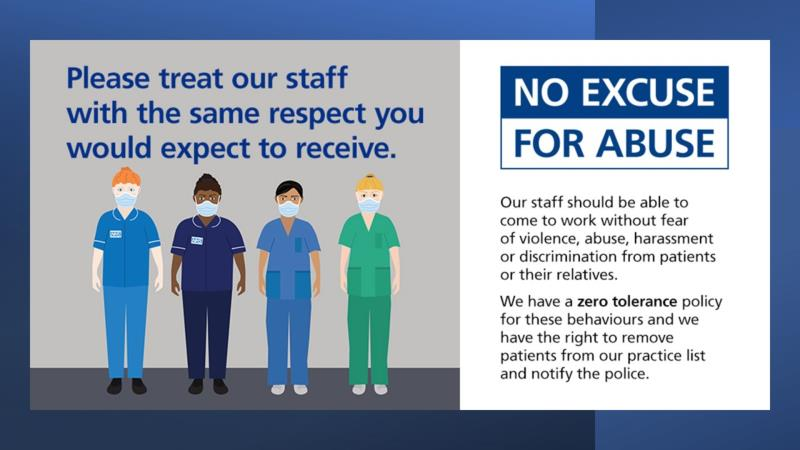 Please treat our staff
with the same respect you
would expect to receive.
NO EXCUSE
FOR ABUSE
Our staff should be able to
come to work without fear
of violence, abuse, harassment
or discrimination from patients
or their relatives.
We have a zero tolerance policy
for these behaviours and we
have the right to remove
patients from our practice list
and notify the police.